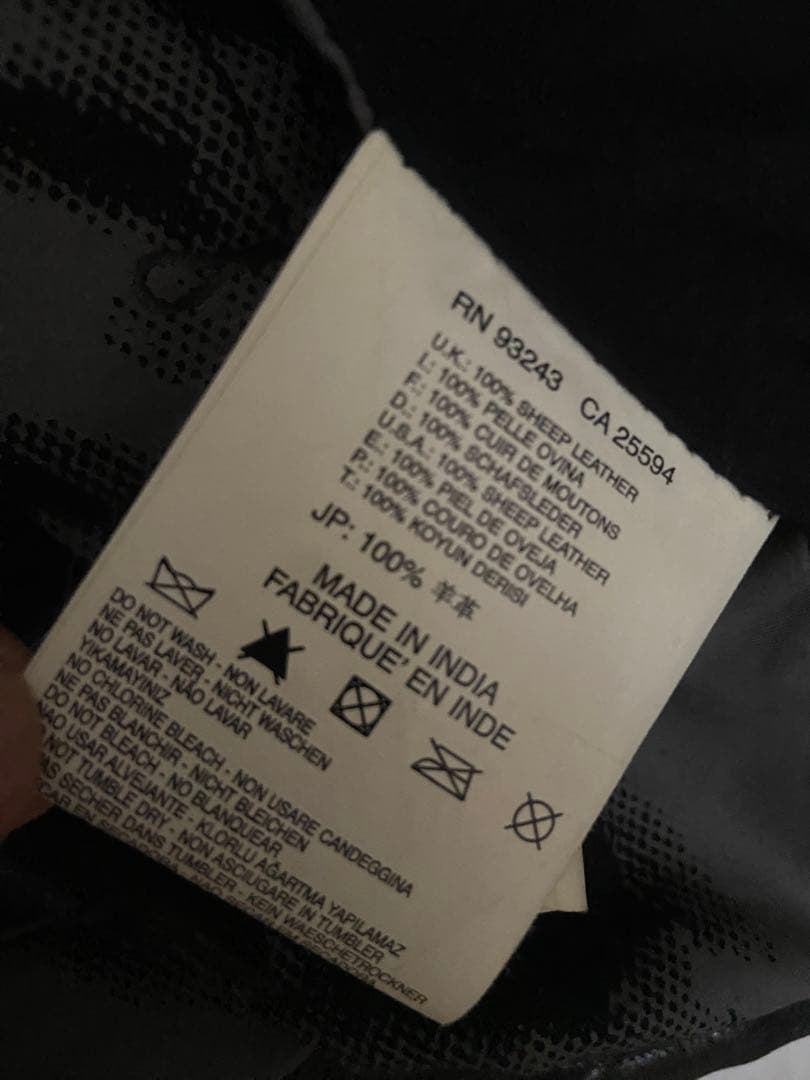 RN 93243 CA 25594
U.K.: 100% SHEEP LEATHER
I.: 100% PELLE OVINA
F.: 100% CUIR DE MOUTONS
D.: 100% SCHAFSLEDER
U.S.A.: 100% SHEEP LEATHER
E.: 100% PIEL DE OVEJA
P.: 100% COURO DE OVELHA
T.: 100% KOYUN DERISI
JP: 100% 羊革
MADE IN INDIA
FABRIQUE' EN INDE
DO NOT WASH - NON LAVARE
NE PAS LAVER - NICHT WASCHEN
NO LAVAR - NAO LAVAR
YIKAMAYINIZ
NO CHLORINE BLEACH - NON USARE CANDEGGINA
NE PAS BLANCHIR - NICHT BLEICHEN
DO NOT BLEACH - NO BLANQUEAR
NAO USAR ALVEJANTE - KLORLU AĞARTMA YAPILAMAZ
NOT TUMBLE DRY - NON ASCIUGARE IN TUMBLER
SECHER DANS TUMBLER - KEIN WAESCHETROCKNER